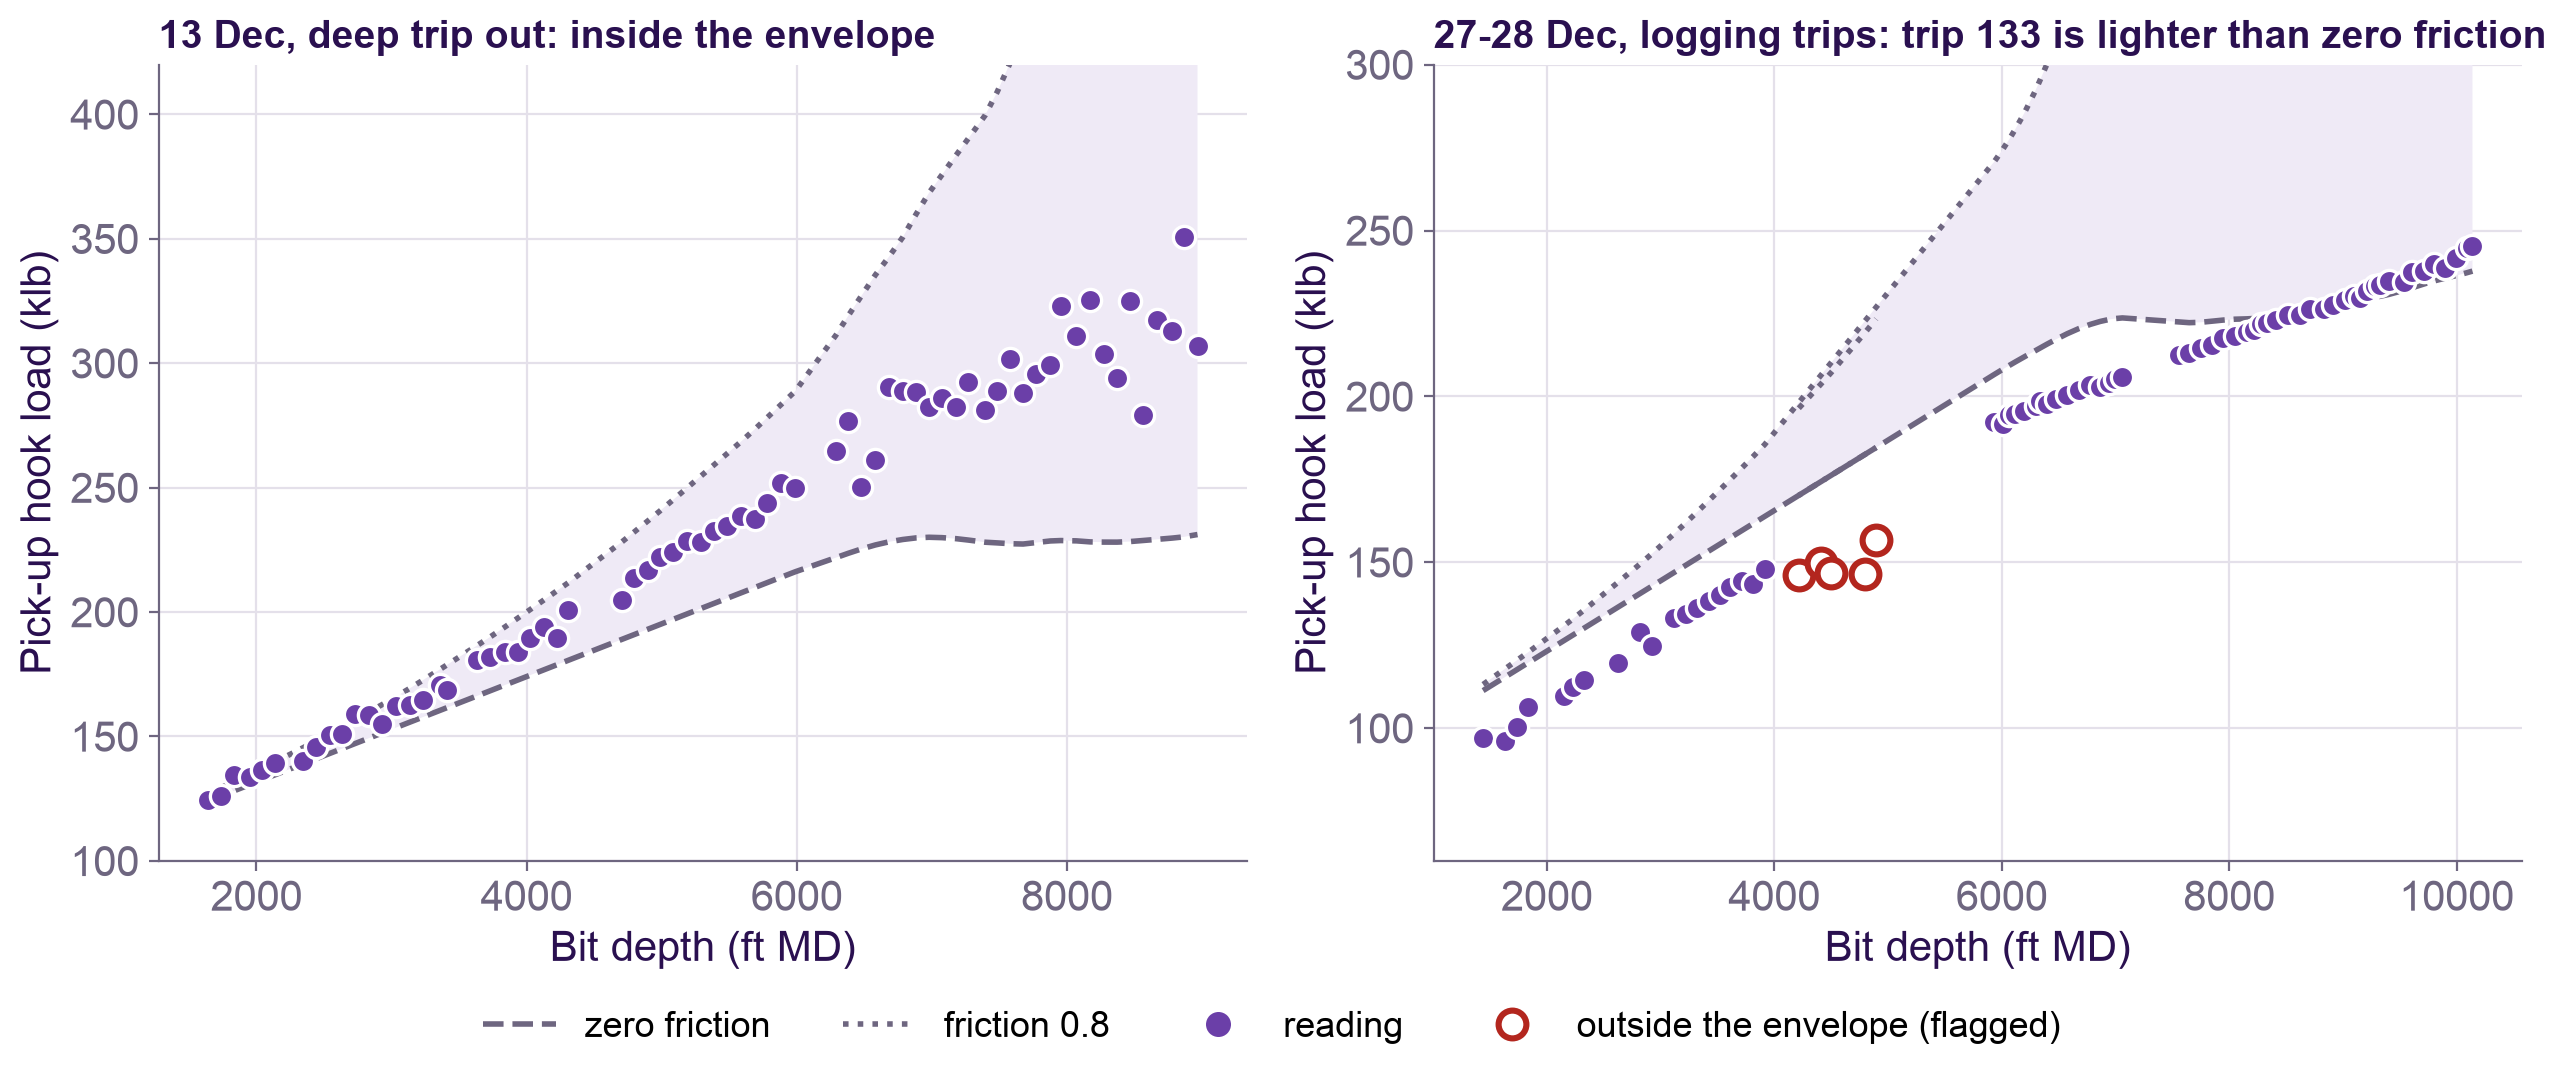 13 Dec, deep trip out: inside the envelope
400
350
300
250
200
150
100
Pick-up hook load (klb)
2000 4000 6000 8000
Bit depth (ft MD)
27-28 Dec, logging trips: trip 133 is lighter than zero friction
300
250
200
150
100
Pick-up hook load (klb)
2000 4000 6000 8000 10000
Bit depth (ft MD)
zero friction friction 0.8 reading outside the envelope (flagged)